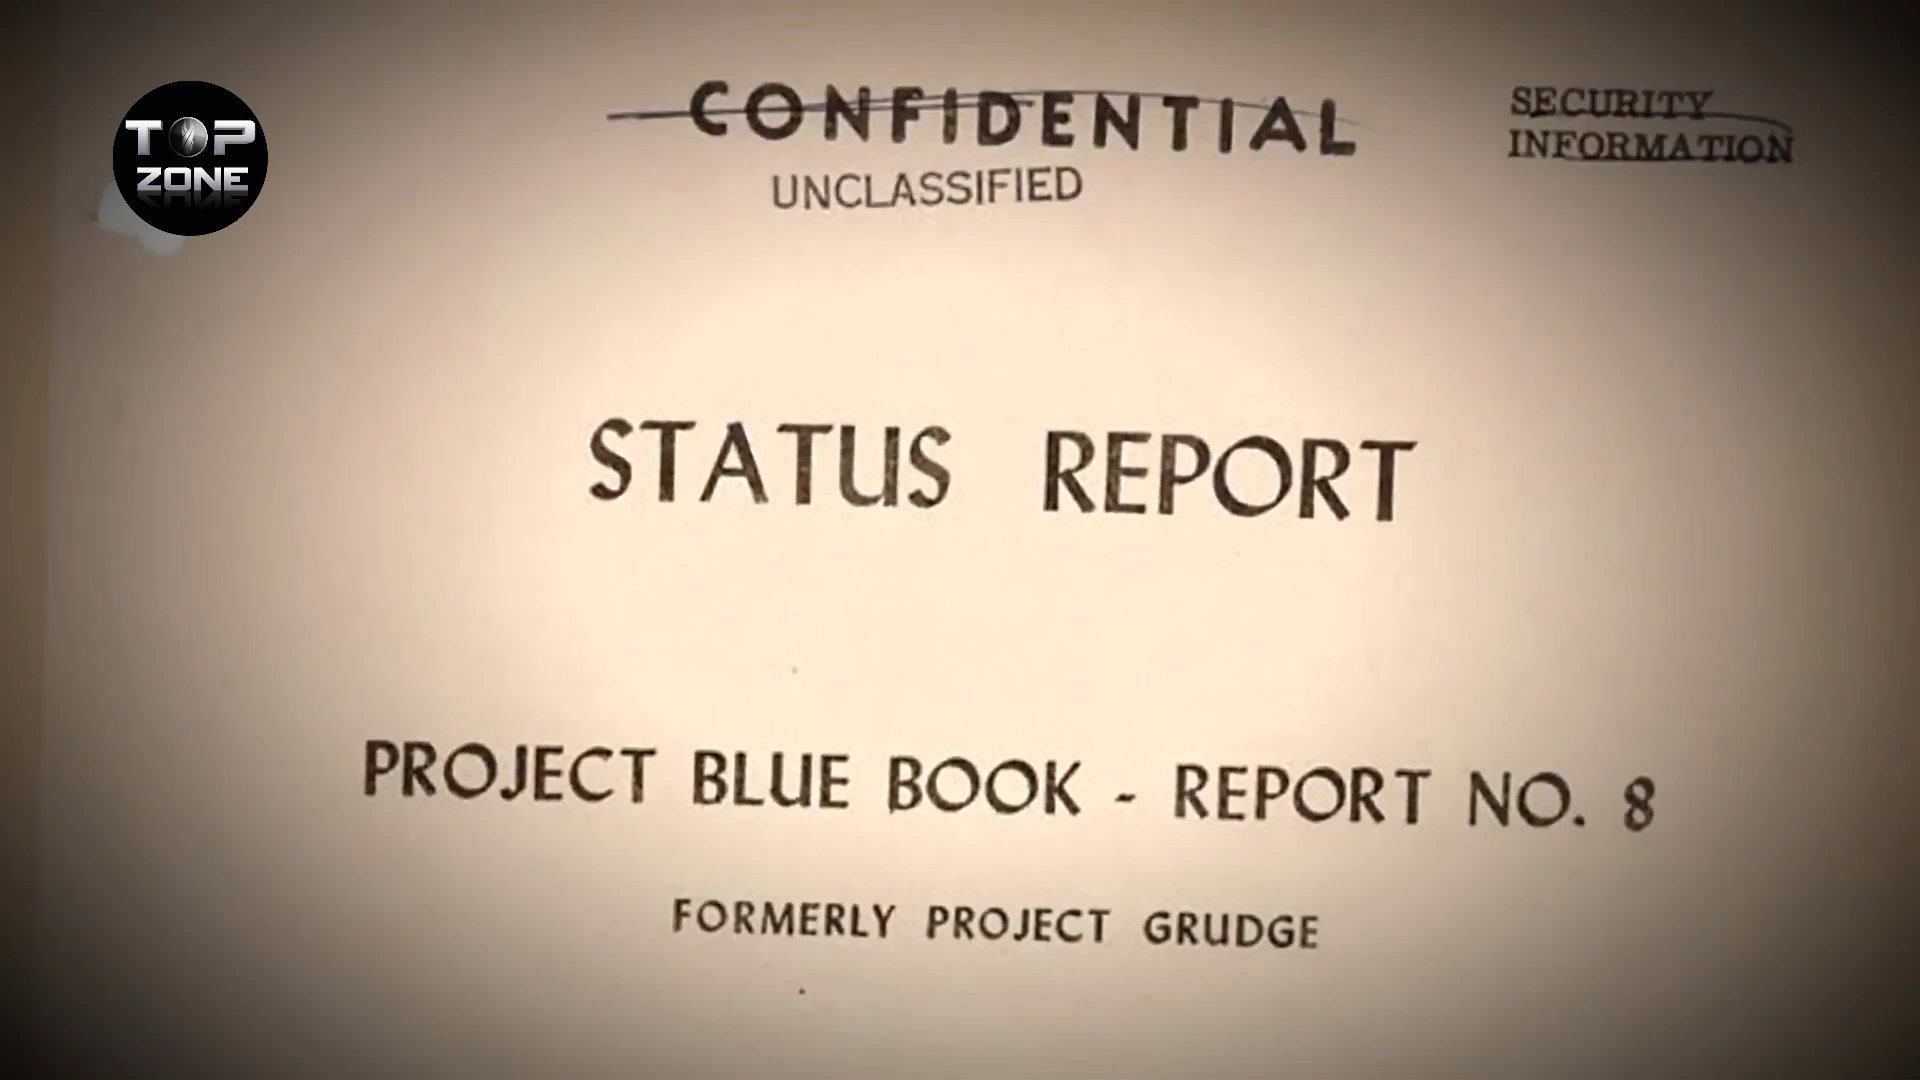 TOP
ZONE
CONFIDENTIAL
UNCLASSIFIED
SECURITY
INFORMATION
STATUS REPORT
PROJECT BLUE BOOK - REPORT NO. 8
FORMERLY PROJECT GRUDGE